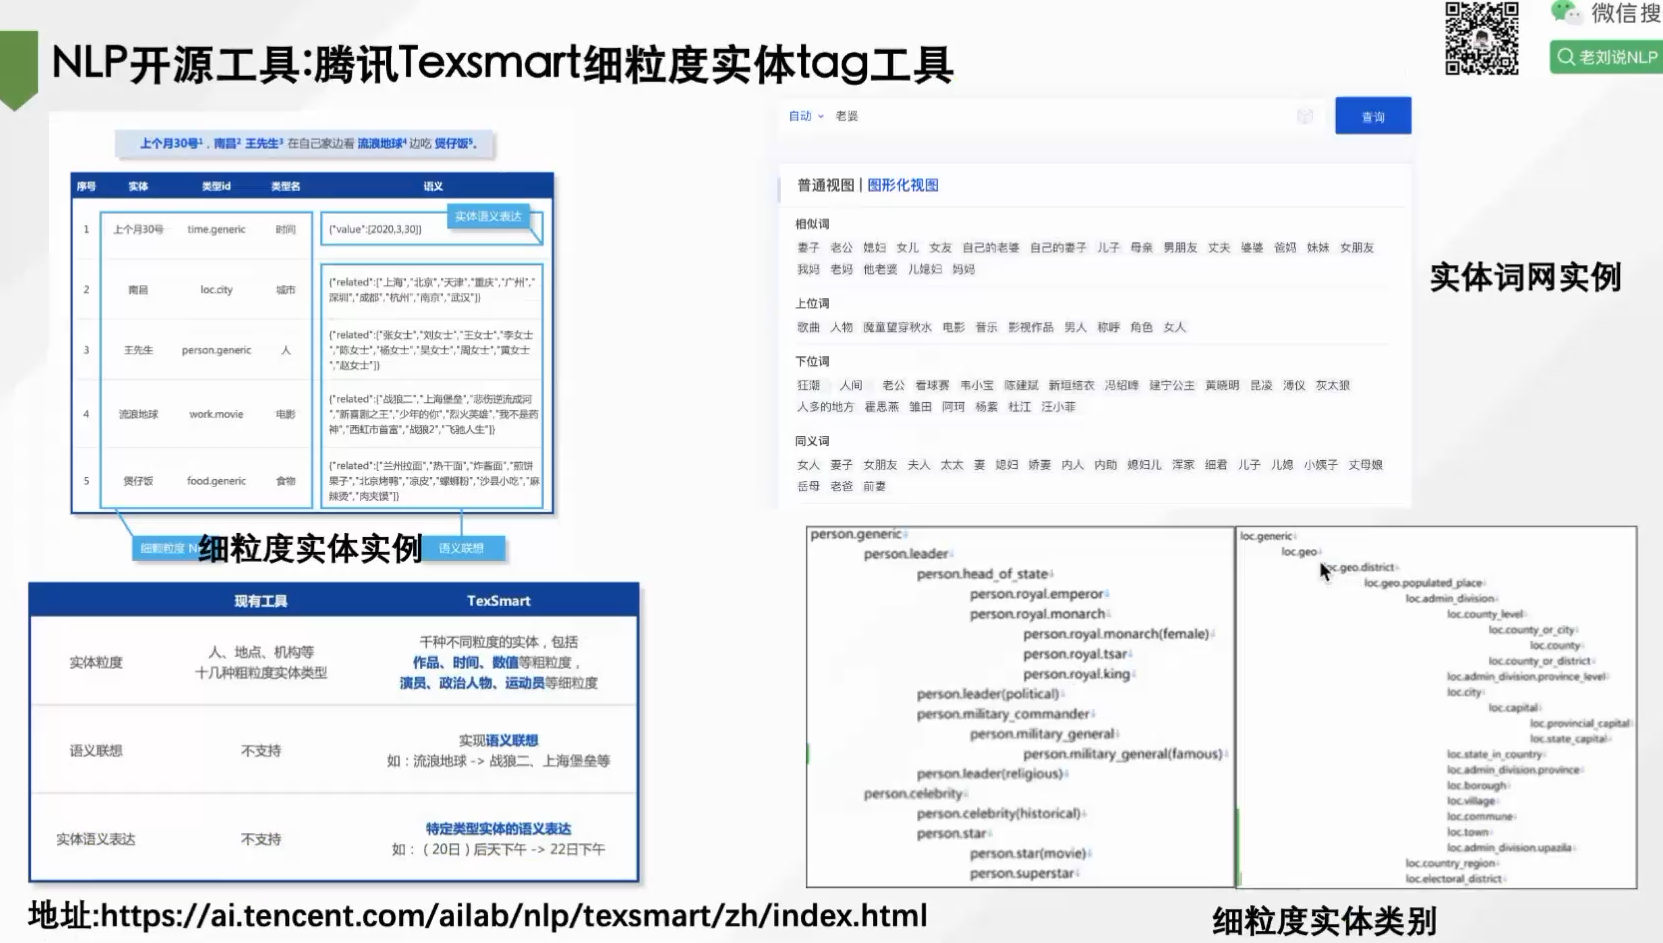 NLP开源工具:腾讯Texsmart细粒度实体tag工具
微信搜
老刘说NLP
上个月30号¹，南昌² 王先生³ 在自己家边看 流浪地球⁴ 边吃 煲仔饭⁵。
序号 实体 类型id 类型名 语义
实体语义表达
1 上个月30号 time.generic 时间 {"value":[2020,3,30]}
2 南昌 loc.city 城市 {"related":["上海","北京","天津","重庆","广州","
深圳","成都","杭州","南京","武汉"]}
3 王先生 person.generic 人 {"related":["张女士","刘女士","王女士","李女士
","陈女士","杨女士","吴女士","周女士","黄女士
","赵女士"]}
4 流浪地球 work.movie 电影 {"related":["战狼二","上海堡垒","悲伤逆流成河
","新喜剧之王","少年的你","烈火英雄","我不是药
神","西虹市首富","战狼2","飞驰人生"]}
5 煲仔饭 food.generic 食物 {"related":["兰州拉面","热干面","炸酱面","煎饼
果子","北京烤鸭","凉皮","螺蛳粉","沙县小吃","麻
辣烫","肉夹馍"]}
细颗粒度 N
细粒度实体实例
语义联想
现有工具 TexSmart
实体粒度
人、地点、机构等
十几种粗粒度实体类型
千种不同粒度的实体，包括
作品、时间、数值等粗粒度，
演员、政治人物、运动员等细粒度
语义联想 不支持
实现语义联想
如：流浪地球 -> 战狼二、上海堡垒等
实体语义表达 不支持
特定类型实体的语义表达
如：（20日）后天下午 -> 22日下午
地址:https://ai.tencent.com/ailab/nlp/texsmart/zh/index.html
自动 老婆 查询
普通视图 | 图形化视图
相似词
妻子 老公 媳妇 女儿 女友 自己的老婆 自己的妻子 儿子 母亲 男朋友 丈夫 婆婆 爸妈 妹妹 女朋友
我妈 老妈 他老婆 儿媳妇 妈妈
上位词
歌曲 人物 魔童望穿秋水 电影 音乐 影视作品 男人 称呼 角色 女人
下位词
狂潮 人间 老公 看球赛 韦小宝 陈建斌 新垣结衣 冯绍峰 建宁公主 黄晓明 昆凌 溥仪 灰太狼
人多的地方 霍思燕 雏田 阿珂 杨紫 杜江 汪小菲
同义词
女人 妻子 女朋友 夫人 太太 妻 媳妇 娇妻 内人 内助 媳妇儿 浑家 细君 儿子 儿媳 小姨子 丈母娘
岳母 老爸 前妻
实体词网实例
person.generic
person.leader
person.head_of_state
person.royal.emperor
person.royal.monarch
person.royal.monarch(female)
person.royal.tsar
person.royal.king
person.leader(political)
person.military_commander
person.military_general
person.military_general(famous)
person.leader(religious)
person.celebrity
person.celebrity(historical)
person.star
person.star(movie)
person.superstar
loc.generic
loc.geo
loc.geo.district
loc.geo.populated_place
loc.admin_division
loc.county_level
loc.county_or_city
loc.county
loc.county_or_district
loc.admin_division.province_level
loc.city
loc.capital
loc.provincial_capital
loc.state_capital
loc.state_in_country
loc.admin_division.province
loc.borough
loc.village
loc.commune
loc.town
loc.admin_division.upazila
loc.country_region
loc.electoral_district
细粒度实体类别